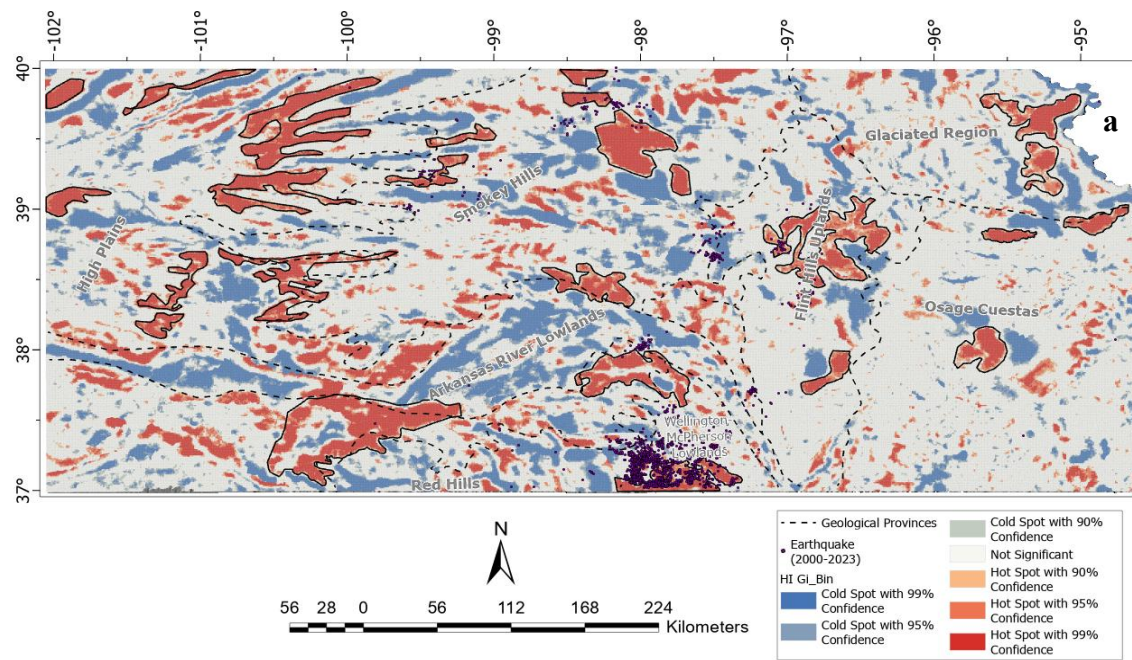 102° 101° 100° 99° 98° 97° 96° 95°
40°
a
Glaciated Region
Smokey Hills
39°
High Plains
Flint Hills Uplands
Osage Cuestas
38°
Arkansas River Lowlands
Wellington
McPherson
Lowlands
Red Hills
37°
N
56 28 0 56 112 168 224
Kilometers
Geological Provinces
Earthquake
(2000-2023)
HI Gi_Bin
Cold Spot with 99%
Confidence
Cold Spot with 95%
Confidence
Cold Spot with 90%
Confidence
Not Significant
Hot Spot with 90%
Confidence
Hot Spot with 95%
Confidence
Hot Spot with 99%
Confidence